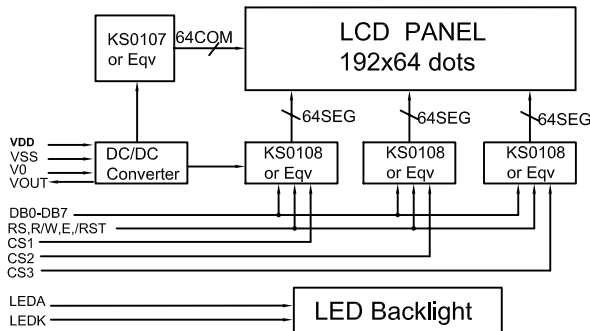 KS0107
or Eqv
64COM
LCD PANEL
192x64 dots
64SEG
64SEG
64SEG
VDD
VSS
V0
VOUT
DC/DC
Converter
KS0108
or Eqv
KS0108
or Eqv
KS0108
or Eqv
DB0-DB7
RS,R/W,E,/RST
CS1
CS2
CS3
LEDA
LEDK
LED Backlight